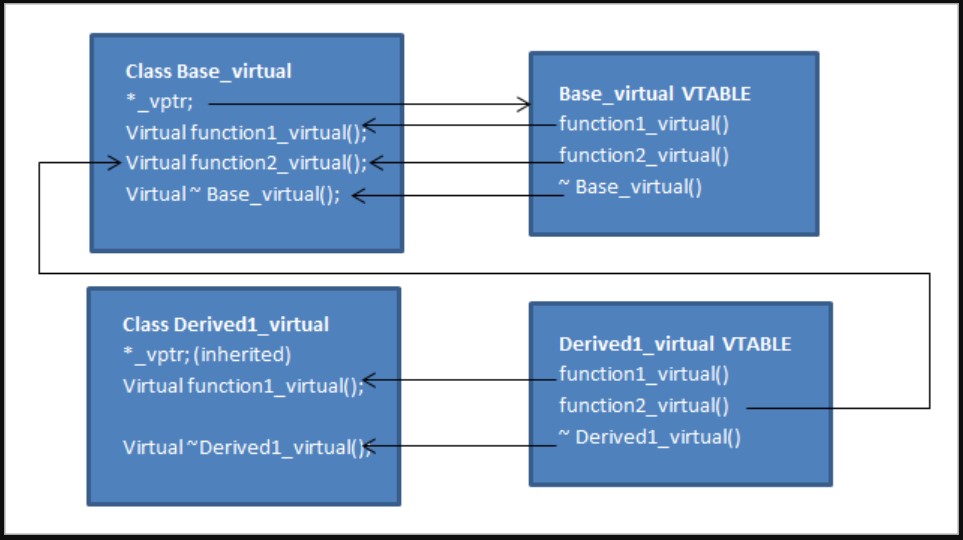 Class Base_virtual
*_vptr;
Virtual function1_virtual();
Virtual function2_virtual();
Virtual ~ Base_virtual();
Base_virtual VTABLE
function1_virtual()
function2_virtual()
~ Base_virtual()
Class Derived1_virtual
*_vptr; (inherited)
Virtual function1_virtual();
Virtual ~Derived1_virtual();
Derived1_virtual VTABLE
function1_virtual()
function2_virtual()
~ Derived1_virtual()